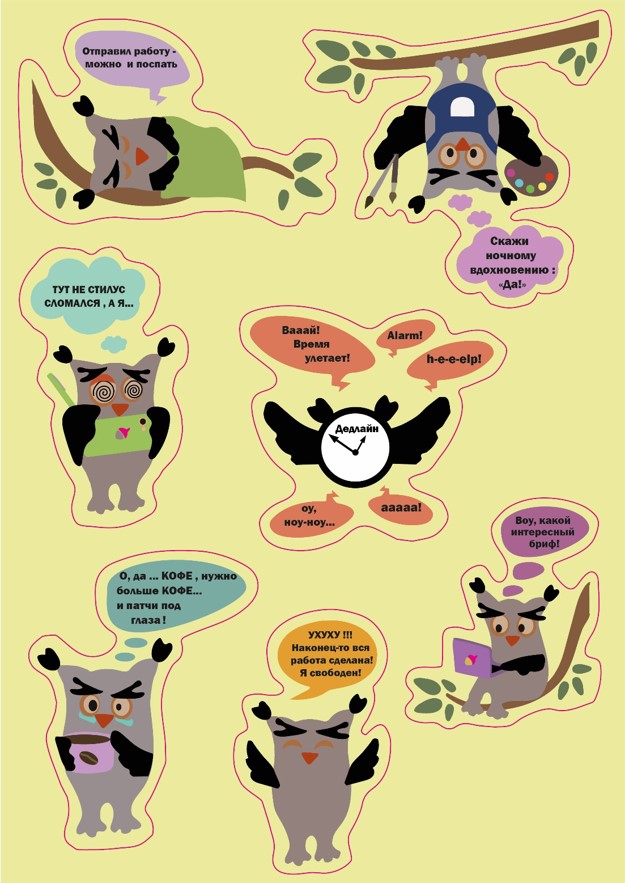 Отправил работу -
можно  и поспать
Скажи
ночному
вдохновению :
«Да!»
ТУТ НЕ СТИЛУС
СЛОМАЛСЯ , А Я...
Вааай!
Время
улетает!
Alarm!
h-e-e-elp!
Дедлайн
оу,
ноу-ноу...
ааааа!
Воу, какой
интересный
бриф!
О, да ... КОФЕ , нужно
больше КОФЕ...
и патчи под
глаза !
УХУХУ !!!
Наконец-то вся
работа сделана!
Я свободен!